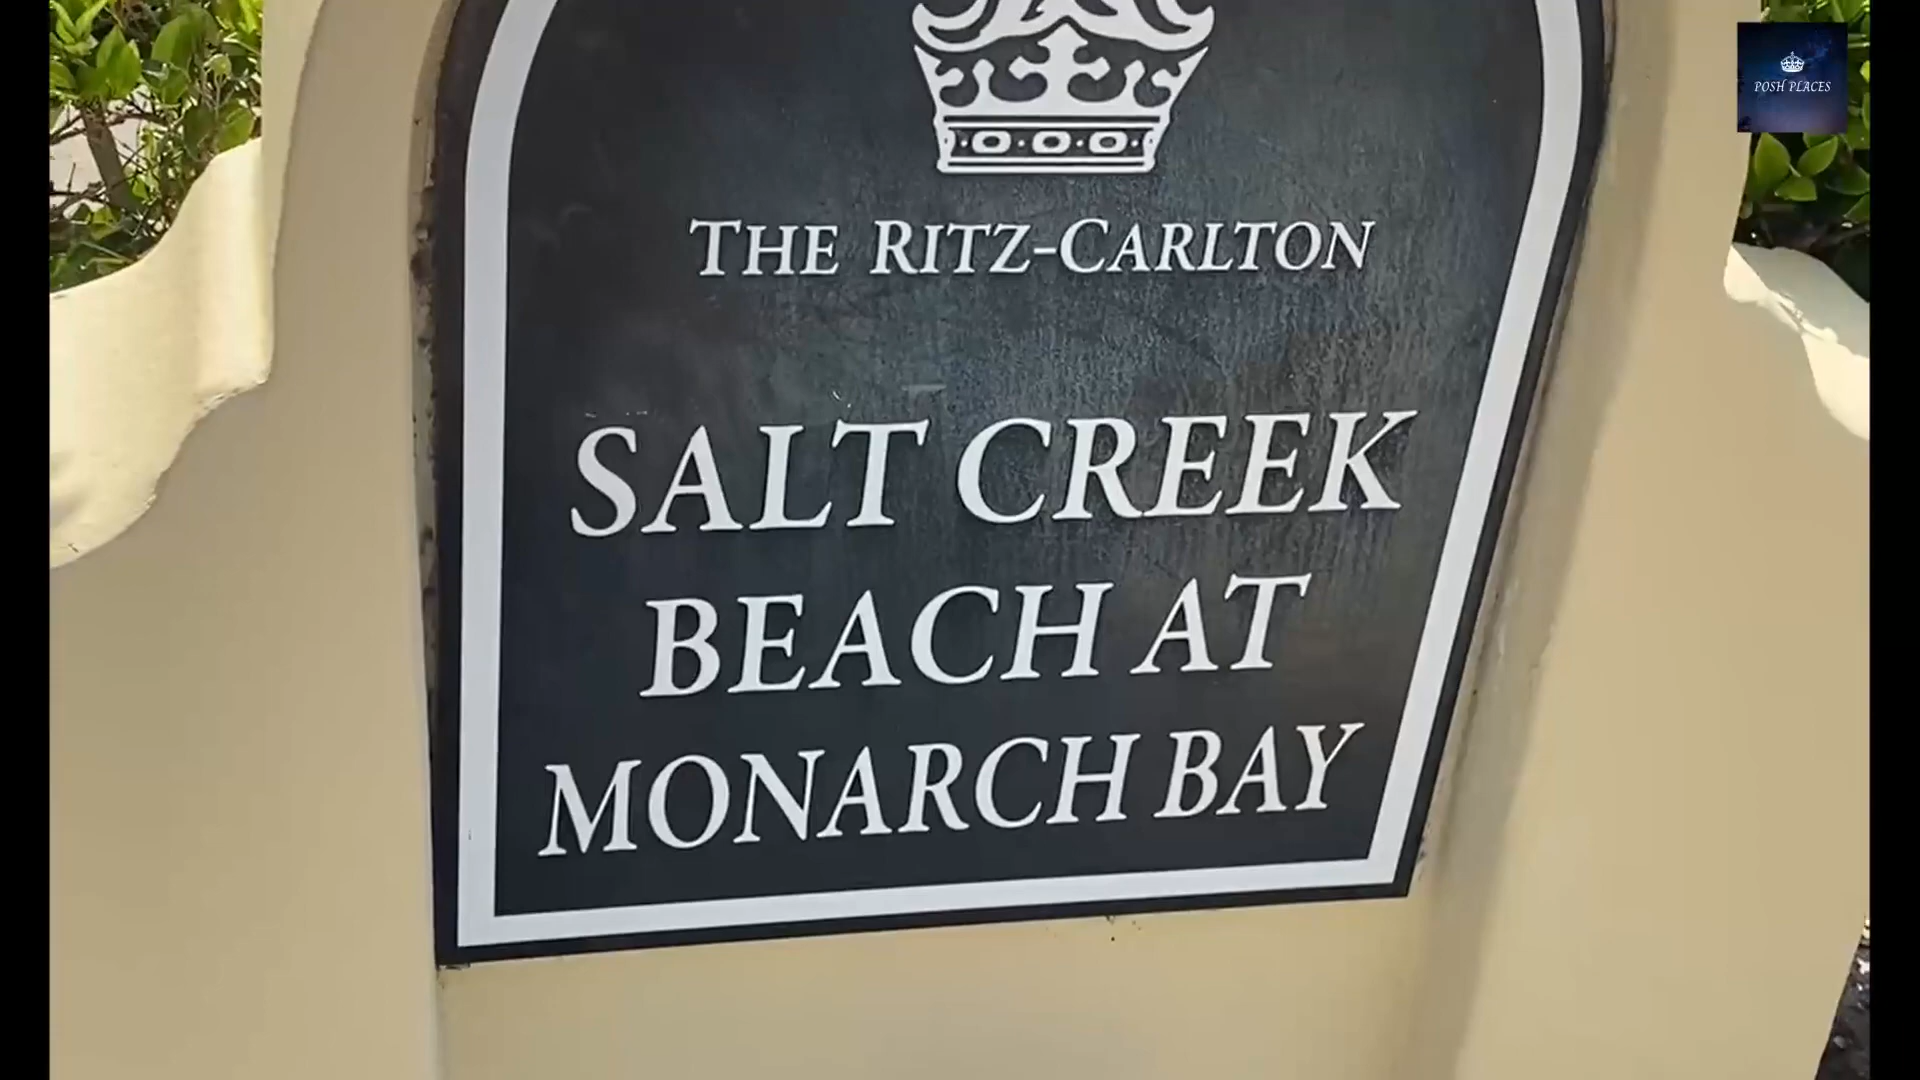 POSH PLACES
THE RITZ-CARLTON
SALT CREEK
BEACH AT
MONARCH BAY